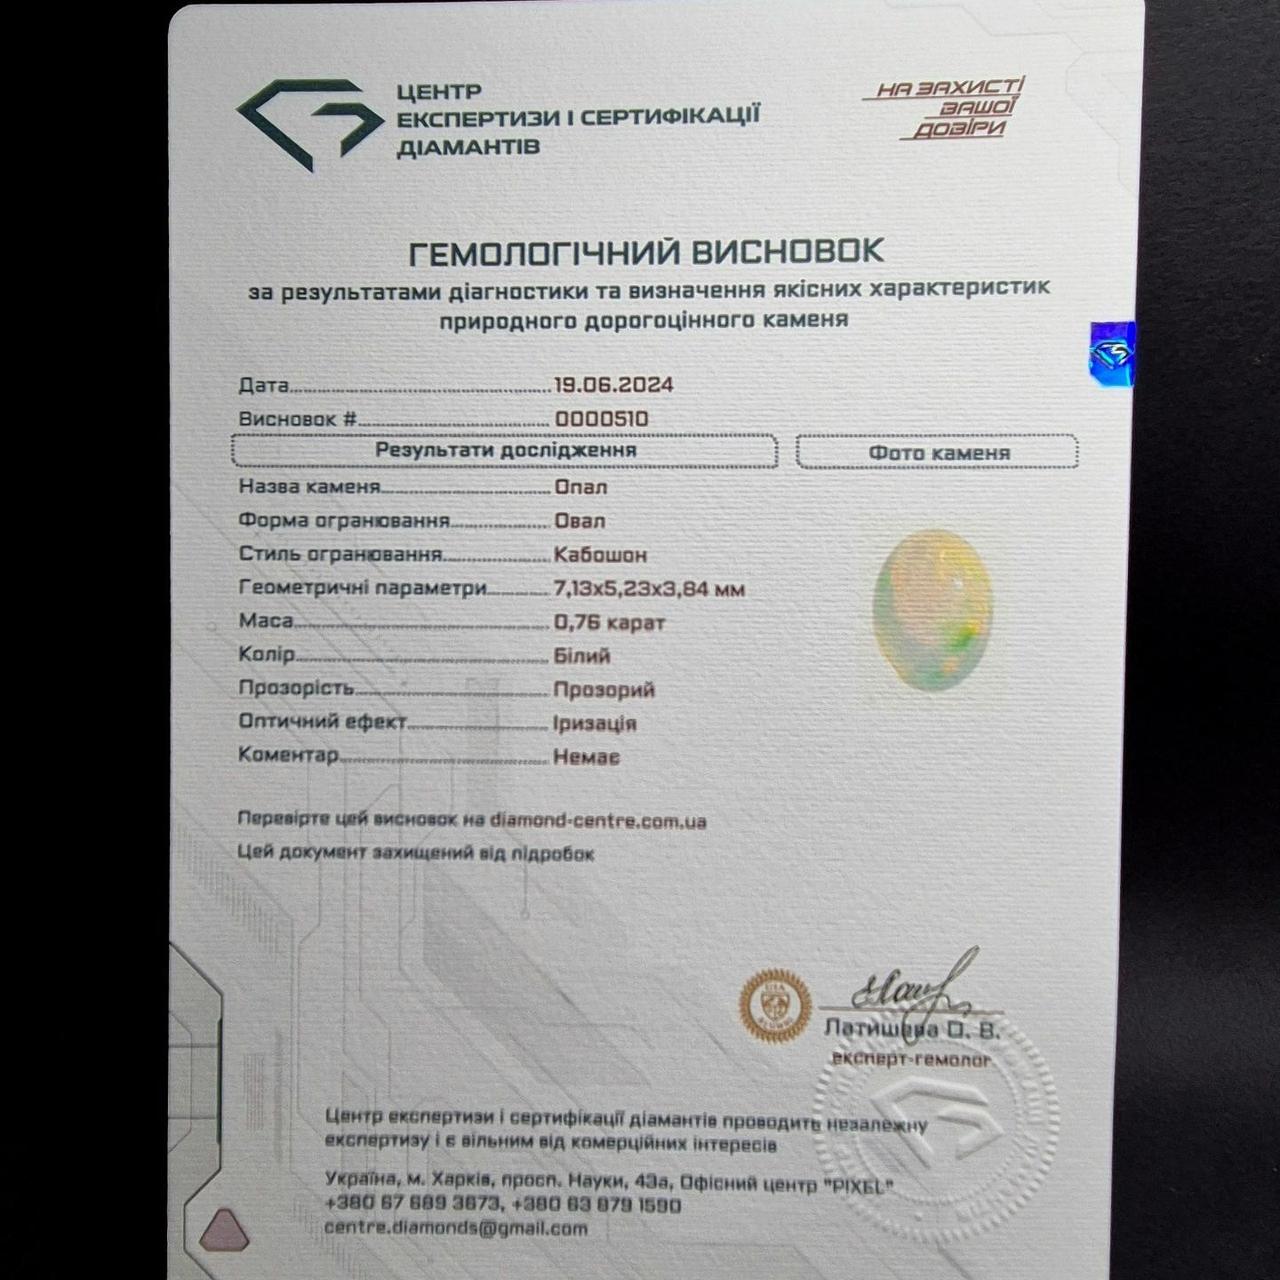 ЦЕНТР
ЕКСПЕРТИЗИ І СЕРТИФІКАЦІЇ
ДІАМАНТІВ
НА ЗАХИСТІ
ВАШОЇ
ДОВІРИ
ГЕМОЛОГІЧНИЙ ВИСНОВОК
за результатами діагностики та визначення якісних характеристик
природного дорогоцінного каменя
Дата 19.06.2024
Висновок # 0000510
Результати дослідження
Фото каменя
Назва каменя Опал
Форма огранювання Овал
Стиль огранювання Кабошон
Геометричні параметри 7,13x5,23x3,84 мм
Маса 0,76 карат
Колір Білий
Прозорість Прозорий
Оптичний ефект Іризація
Коментар Немає
Перевірте цей висновок на diamond-centre.com.ua
Цей документ захищений від підробок
Латишева О. В.
експерт-гемолог
Центр експертизи і сертифікації діамантів проводить незалежну
експертизу і є вільним від комерційних інтересів
Україна, м. Харків, просп. Науки, 43а, Офісний центр "PIXEL"
+380 67 689 3673, +380 63 879 1590
centre.diamonds@gmail.com